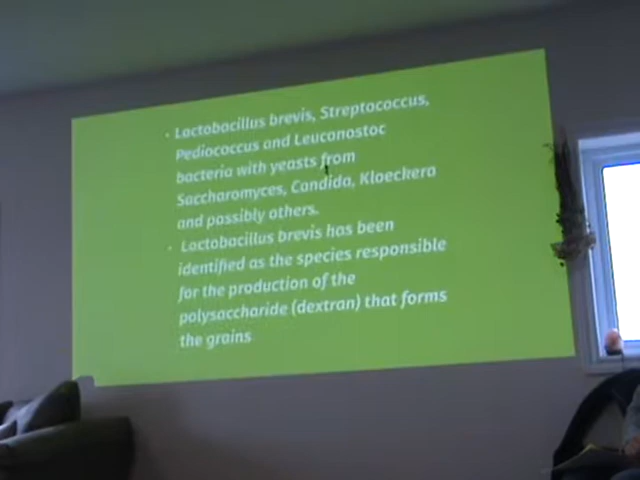 • Lactobacillus brevis, Streptococcus,
Pediococcus and Leuconostoc
bacteria with yeasts from
Saccharomyces, Candida, Kloeckera
and possibly others.
• Lactobacillus brevis has been
identified as the species responsible
for the production of the
polysaccharide (dextran) that forms
the grains